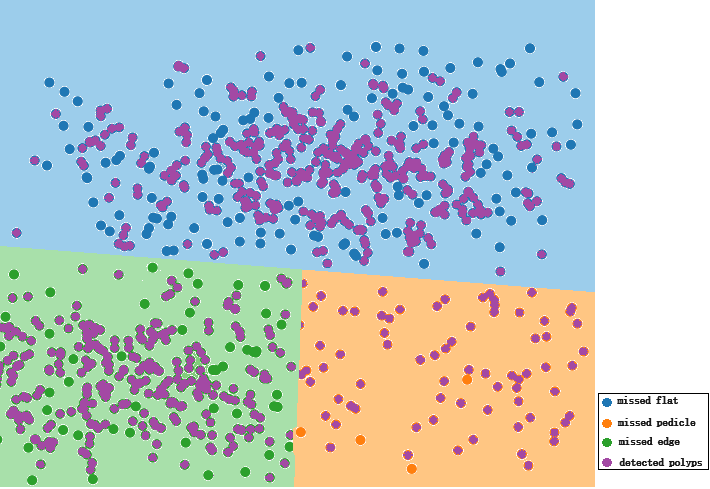 missed flat
missed pedicle
missed edge
detected polyps